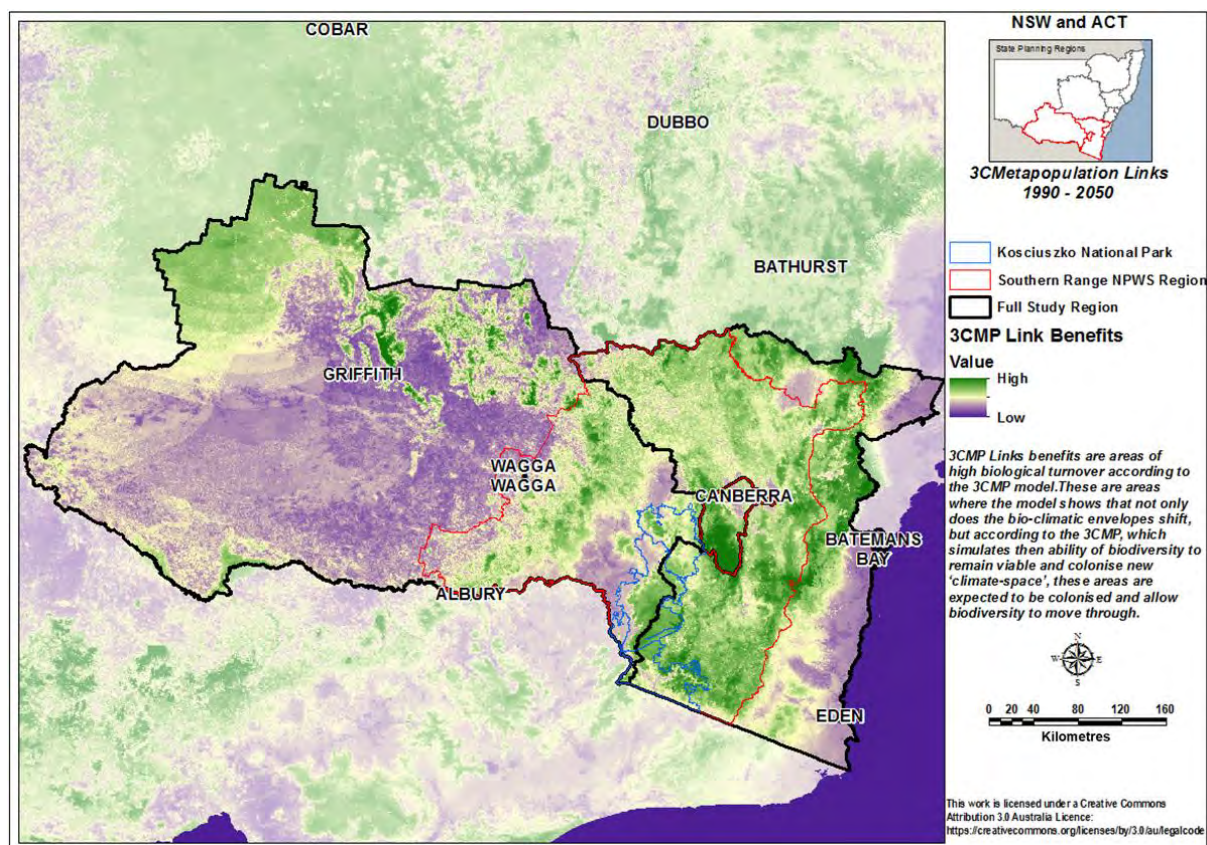 COBAR
DUBBO
BATHURST
GRIFFITH
WAGGA
WAGGA
CANBERRA
BATEMANS
BAY
ALBURY
EDEN
NSW and ACT
State Planning Regions
3CMetapopulation Links
1990 - 2050
Kosciuszko National Park
Southern Range NPWS Region
Full Study Region
3CMP Link Benefits
Value
High
Low
3CMP Links benefits are areas of
high biological turnover according to
the 3CMP model.These are areas
where the model shows that not only
does the bio-climatic envelopes shift,
but according to the 3CMP, which
simulates then ability of biodiversity to
remain viable and colonise new
‘climate-space’, these areas are
expected to be colonised and allow
biodiversity to move through.
N
W E
S
0 20 40 80 120 160
Kilometres
This work is licensed under a Creative Commons
Attribution 3.0 Australia Licence:
https://creativecommons.org/licenses/by/3.0/au/legalcode